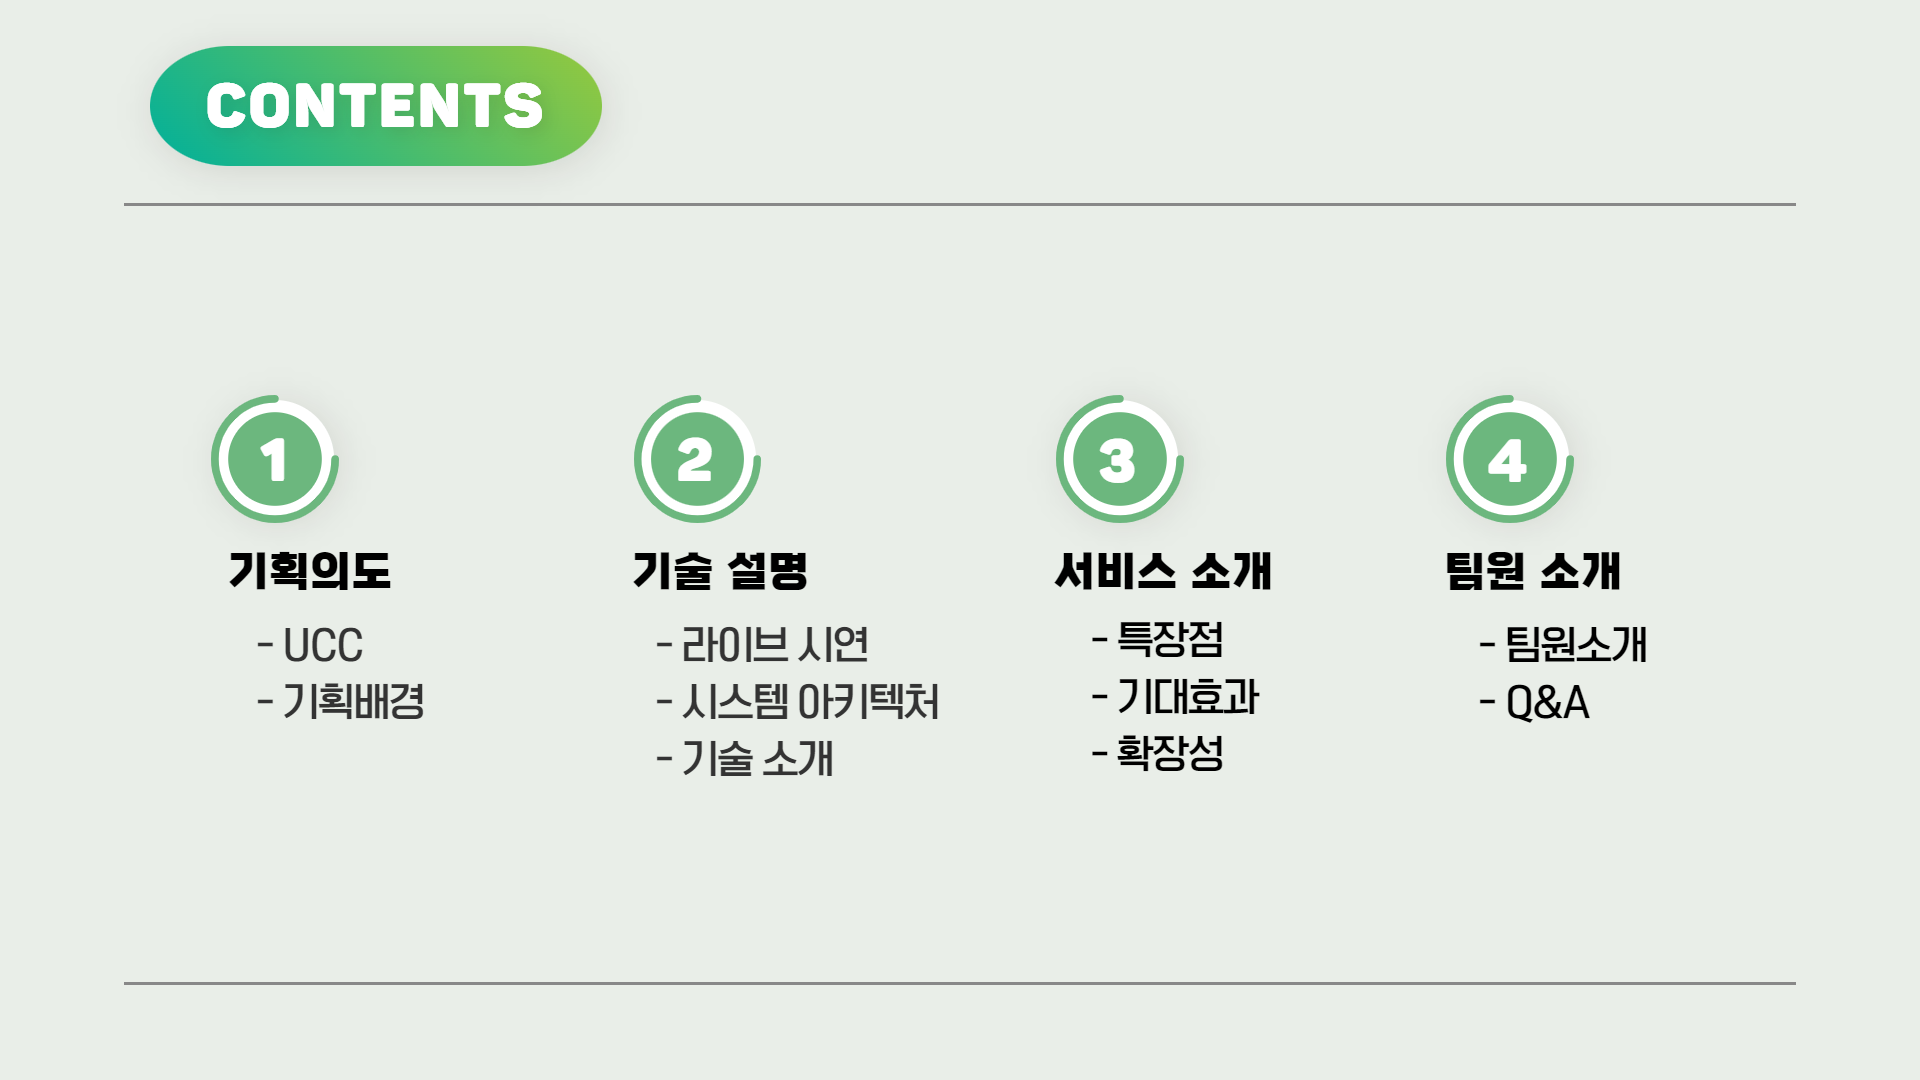 CONTENTS
1
기획의도
- UCC
- 기획배경
2
기술 설명
- 라이브 시연
- 시스템 아키텍처
- 기술 소개
3
서비스 소개
- 특장점
- 기대효과
- 확장성
4
팀원 소개
- 팀원소개
- Q&A